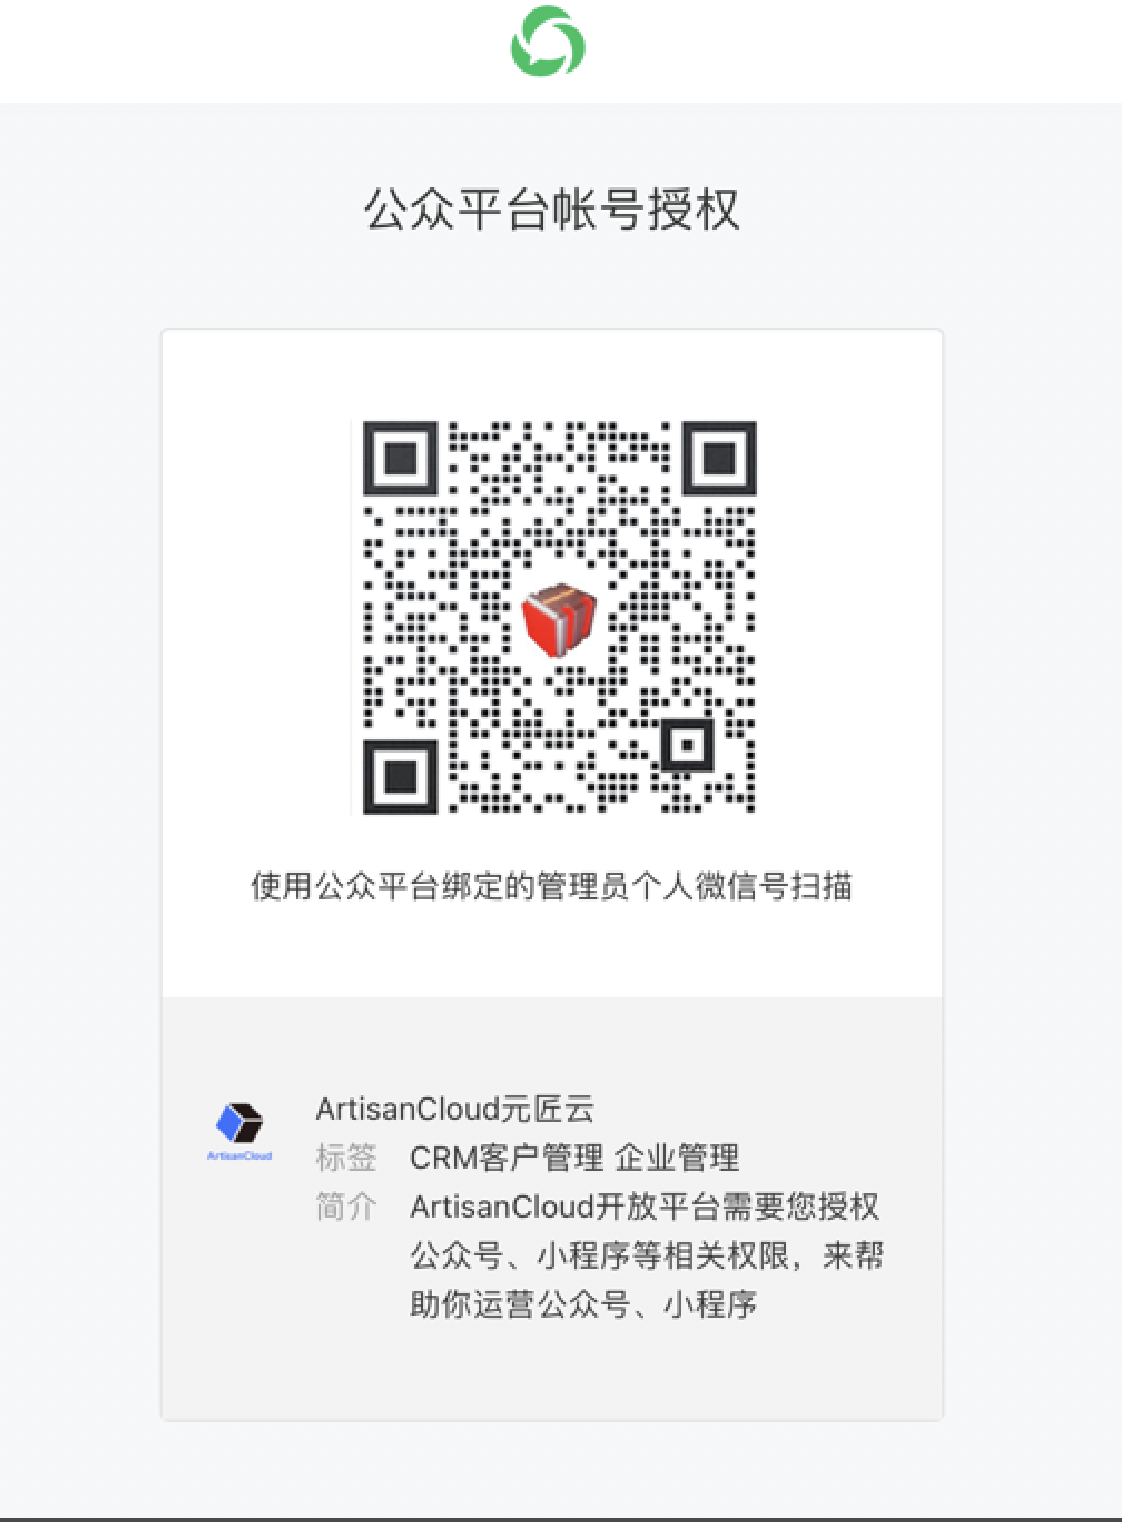 公众平台帐号授权
使用公众平台绑定的管理员个人微信号扫描
ArtisanCloud元匠云
ArtisanCloud
标签 CRM客户管理 企业管理
简介 ArtisanCloud开放平台需要您授权
公众号、小程序等相关权限，来帮
助你运营公众号、小程序